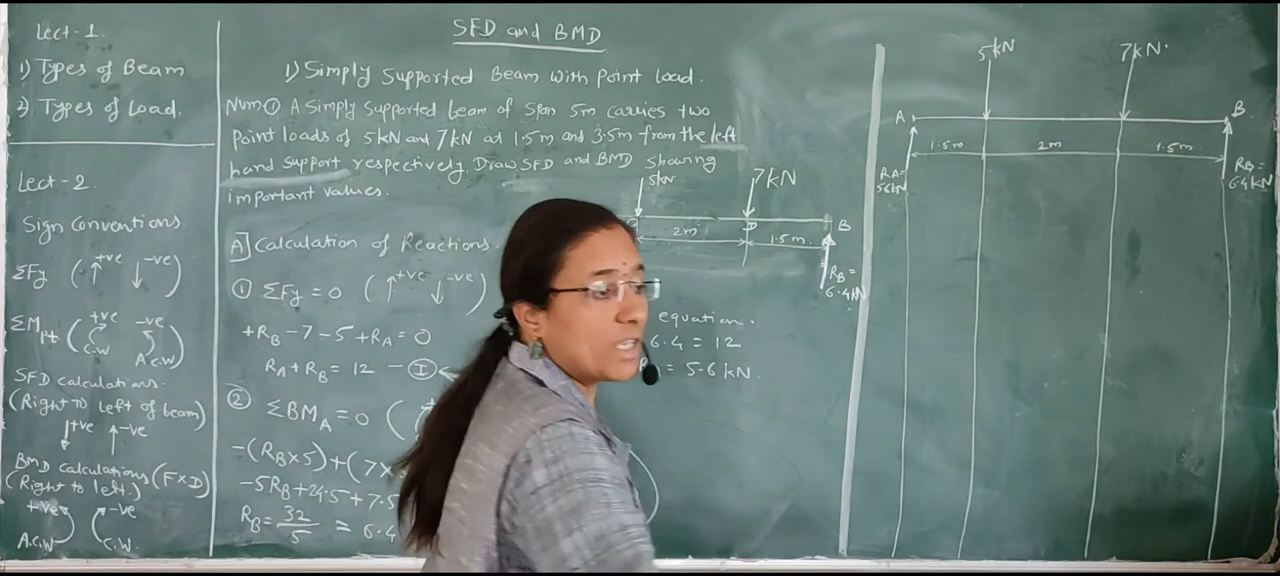 Lect-1.
1) Types of Beam
2) Types of Load.
Lect-2.
Sign Conventions.
ΣFy (↑+ve ↓-ve)
ΣMpt. (+ve C.W -ve A.C.W)
SFD calculations.
(Right To left of beam)
↓+ve ↑-ve
BMD calculations (F×D)
(Right to left.)
+ve -ve
A.C.W C.W.
SFD and BMD
1) Simply Supported Beam with Point Load.
Num ① A Simply Supported beam of Span 5m carries two
Point loads of 5kN and 7kN at 1.5m and 3.5m from the left
hand Support respectively. Draw SFD and BMD showing
important values.
A] Calculation of Reactions.
① ΣFy = 0 (↑+ve ↓-ve)
+RB - 7 - 5 + RA = 0
RA + RB = 12 - Ⓘ
② ΣBMA = 0 (
-(RB×5)+(7×
-5RB + 24.5 + 7.5
RB = 32/5 = 6.4
5kN 7kN
D B
2m 1.5m.
RB =
6.4kN
equation.
6.4 = 12
= 5.6 kN.
5kN 7kN.
A B.
1.5m 2m 1.5m
RA=
5.6kN
RB =
6.4kN